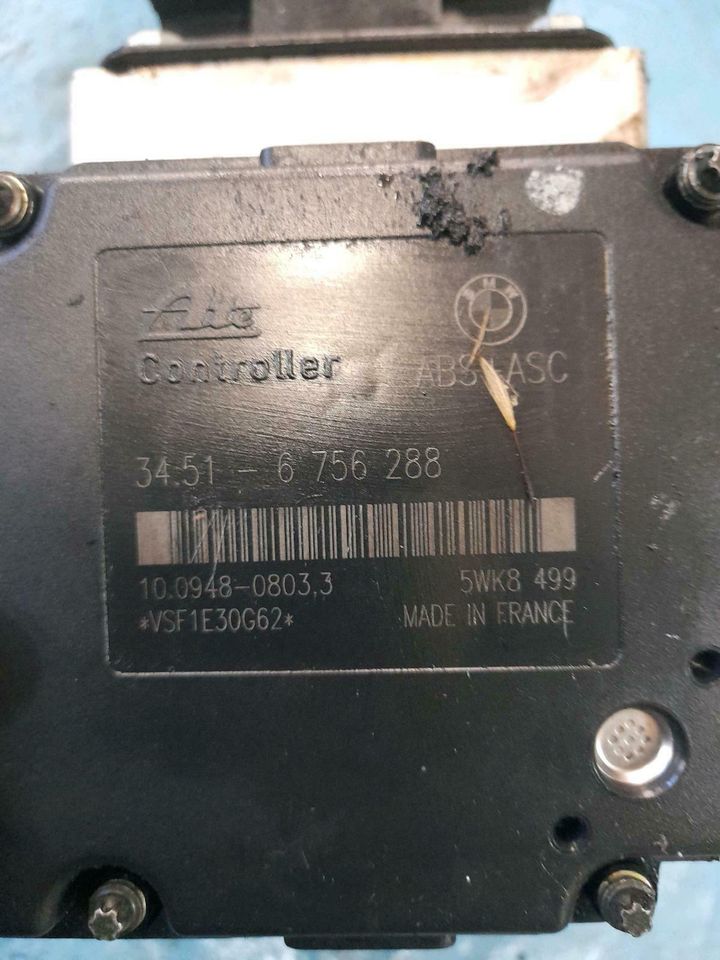 Ate
BMW
Controller
ABS+ASC
34.51 - 6 756 288
10.0948-0803,3
5WK8 499
*VSF1E30G62*
MADE IN FRANCE